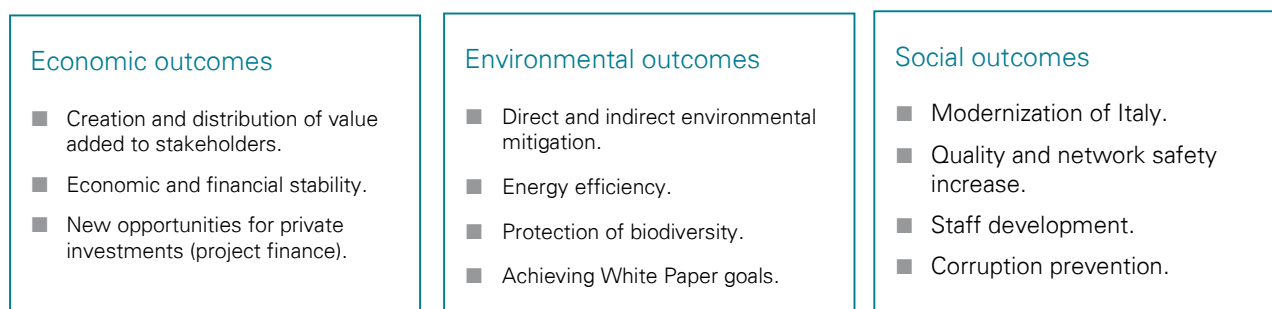 Economic outcomes
■ Creation and distribution of value
added to stakeholders.
■ Economic and financial stability.
■ New opportunities for private
investments (project finance).
Environmental outcomes
■ Direct and indirect environmental
mitigation.
■ Energy efficiency.
■ Protection of biodiversity.
■ Achieving White Paper goals.
Social outcomes
■ Modernization of Italy.
■ Quality and network safety
increase.
■ Staff development.
■ Corruption prevention.